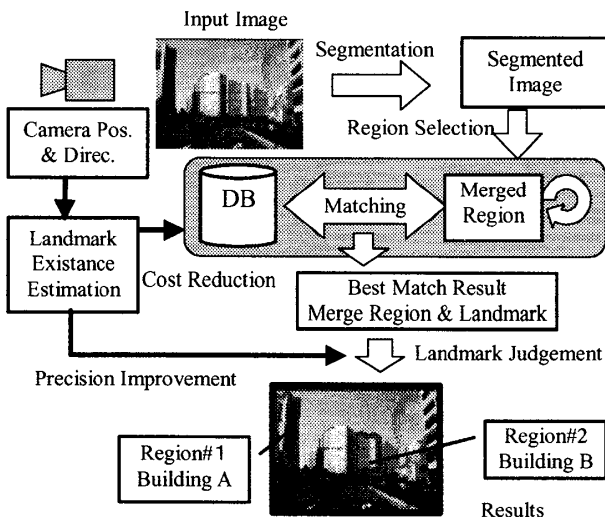 Input Image
Segmentation
Segmented
Image
Camera Pos.
& Direc.
Region Selection
DB
Matching
Merged
Region
Landmark
Existance
Estimation
Cost Reduction
Best Match Result
Merge Region & Landmark
Landmark Judgement
Precision Improvement
Region#1
Building A
Region#2
Building B
Results